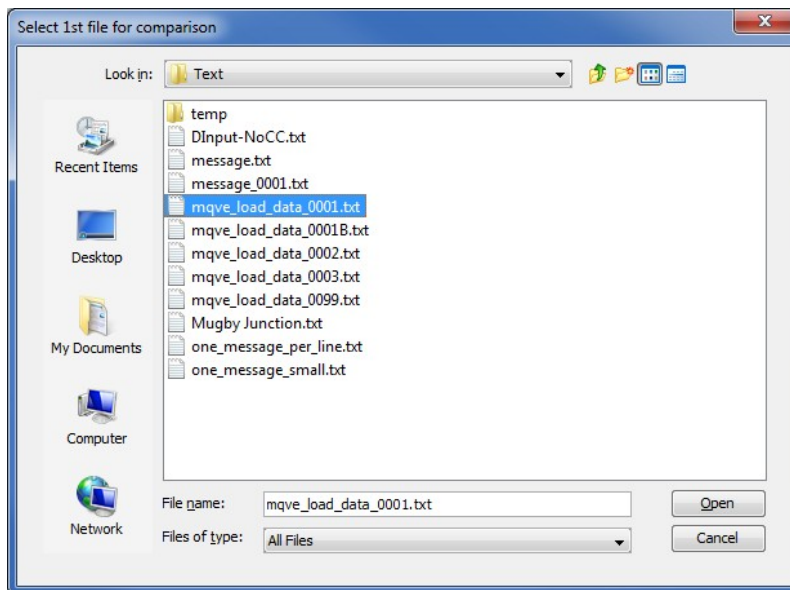 Select 1st file for comparison
X
Look in: Text
temp
DInput-NoCC.txt
message.txt
message_0001.txt
mqve_load_data_0001.txt
mqve_load_data_0001B.txt
mqve_load_data_0002.txt
mqve_load_data_0003.txt
mqve_load_data_0099.txt
Mugby Junction.txt
one_message_per_line.txt
one_message_small.txt
Recent Items
Desktop
My Documents
Computer
Network
File name: mqve_load_data_0001.txt Open
Files of type: All Files Cancel